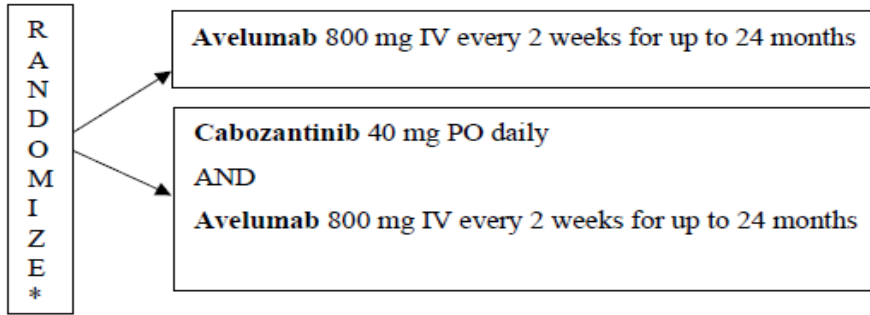 RANDOMIZE*
Avelumab 800 mg IV every 2 weeks for up to 24 months
Cabozantinib 40 mg PO daily
AND
Avelumab 800 mg IV every 2 weeks for up to 24 months